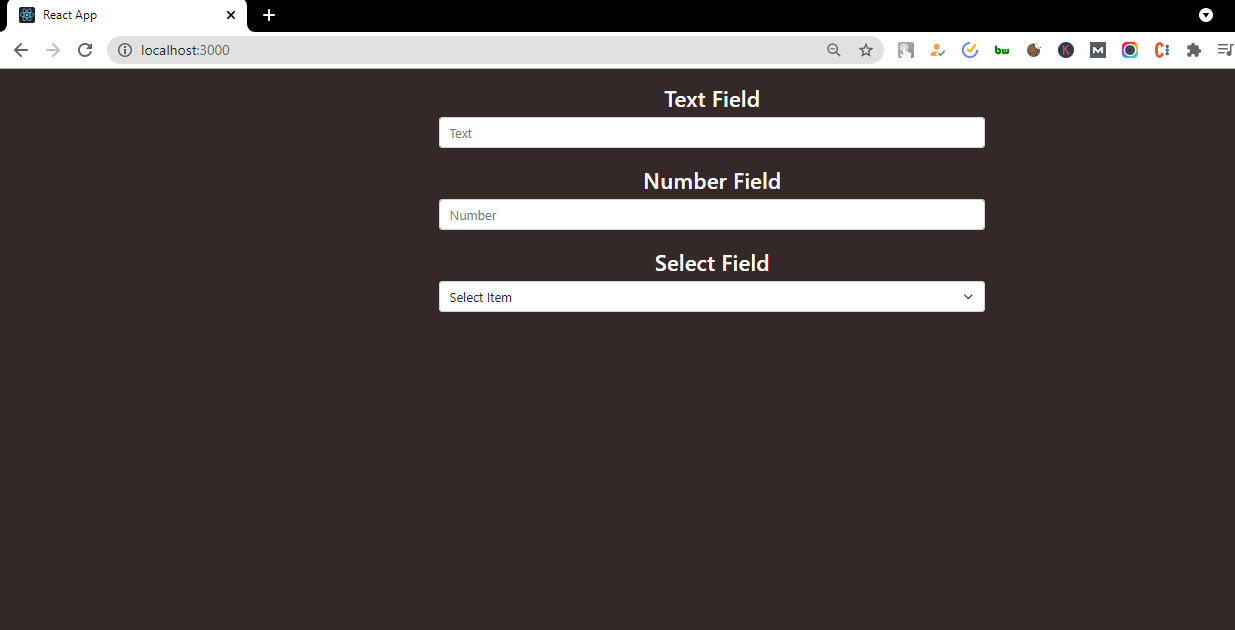 React App
localhost:3000
bw
K
M
C:
Text Field
Text
Number Field
Number
Select Field
Select Item